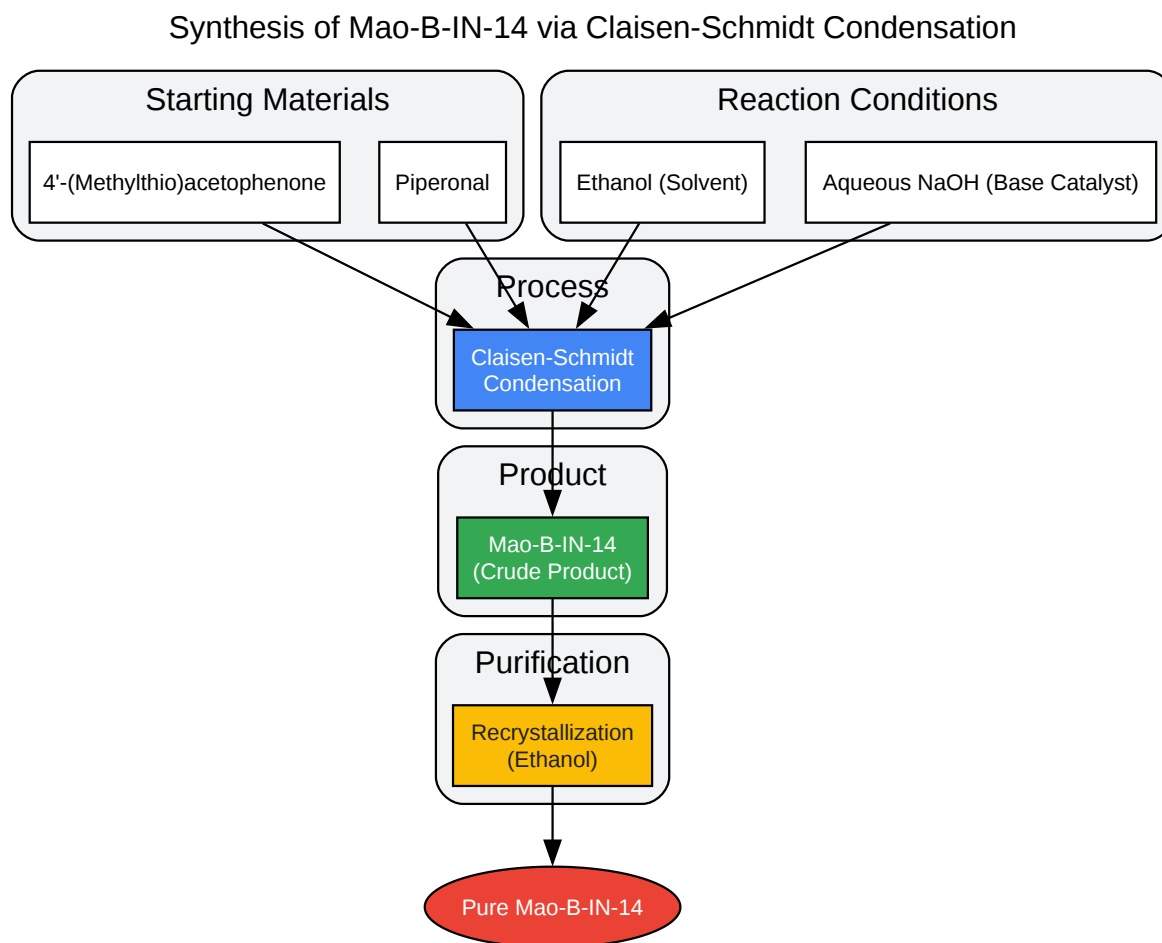 Synthesis of Mao-B-IN-14 via Claisen-Schmidt Condensation
Starting Materials
Reaction Conditions
4'-(Methylthio)acetophenone
Piperonal
Ethanol (Solvent)
Aqueous NaOH (Base Catalyst)
Process
Claisen-Schmidt
Condensation
Product
Mao-B-IN-14
(Crude Product)
Purification
Recrystallization
(Ethanol)
Pure Mao-B-IN-14